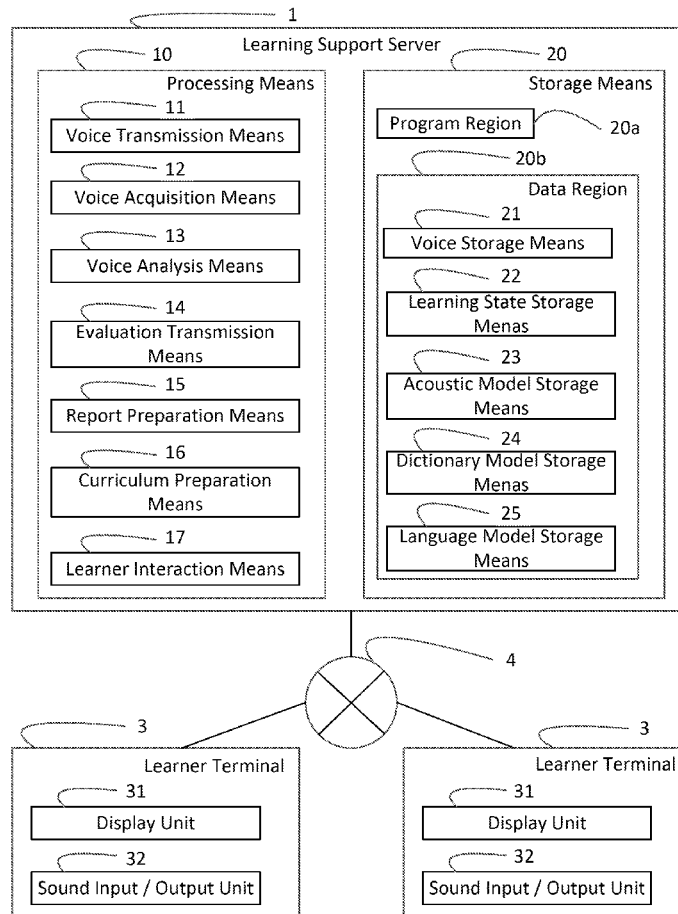 1
Learning Support Server
10
Processing Means
11
Voice Transmission Means
12
Voice Acquisition Means
13
Voice Analysis Means
14
Evaluation Transmission
Means
15
Report Preparation Means
16
Curriculum Preparation
Means
17
Learner Interaction Means
20
Storage Means
Program Region
20a
20b
Data Region
21
Voice Storage Means
22
Learning State Storage
Menas
23
Acoustic Model Storage
Means
24
Dictionary Model Storage
Menas
25
Language Model Storage
Means
4
3
Learner Terminal
31
Display Unit
32
Sound Input / Output Unit
3
Learner Terminal
31
Display Unit
32
Sound Input / Output Unit